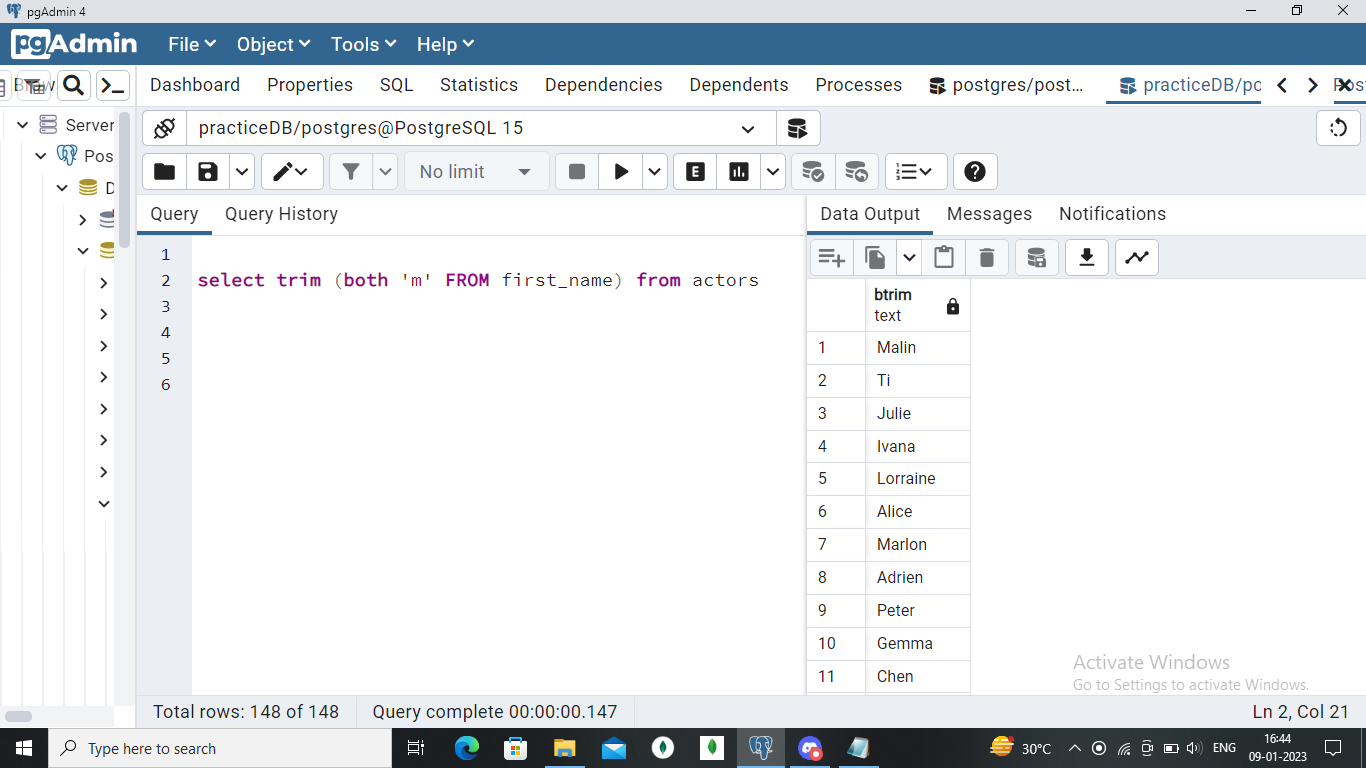 pgAdmin 4
pgAdmin File Object Tools Help
Dashboard Properties SQL Statistics Dependencies Dependents Processes postgres/post... practiceDB/po
Server
Pos
D
practiceDB/postgres@PostgreSQL 15
No limit
Query Query History
1
2 select trim (both 'm' FROM first_name) from actors
3
4
5
6
Data Output Messages Notifications
btrim
text
1 Malin
2 Ti
3 Julie
4 Ivana
5 Lorraine
6 Alice
7 Marlon
8 Adrien
9 Peter
10 Gemma
11 Chen
Activate Windows
Go to Settings to activate Windows.
Total rows: 148 of 148 Query complete 00:00:00.147 Ln 2, Col 21
Type here to search 30°C ENG 16:44
09-01-2023